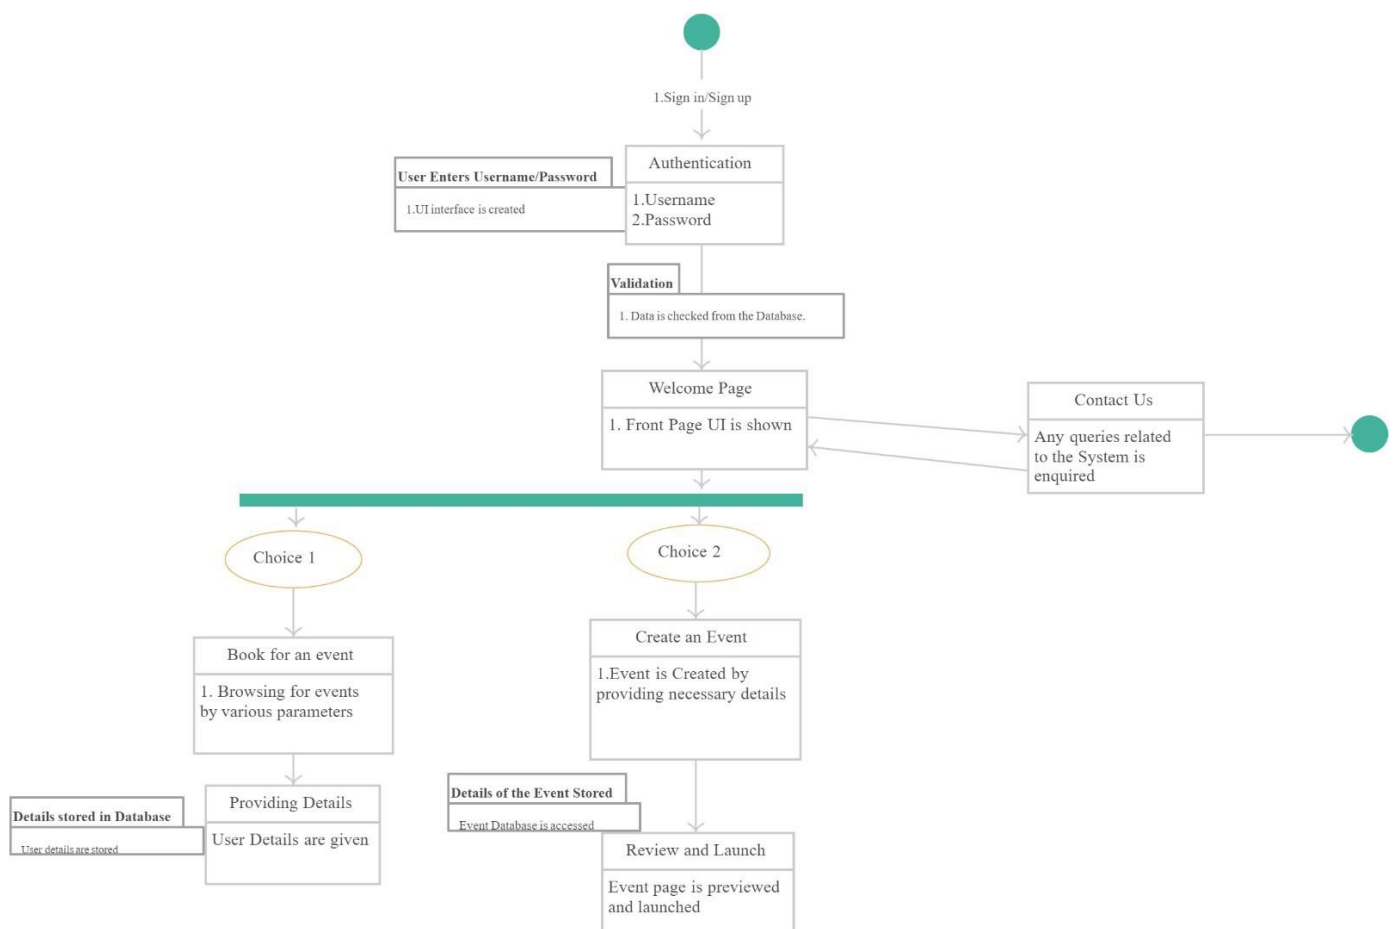 1.Sign in/Sign up
Authentication
User Enters Username/Password
1.UI interface is created
1.Username
2.Password
Validation
1. Data is checked from the Database.
Welcome Page
1. Front Page UI is shown
Contact Us
Any queries related
to the System is
enquired
Choice 1
Choice 2
Book for an event
1. Browsing for events
by various parameters
Create an Event
1.Event is Created by
providing necessary details
Details stored in Database
User details are stored
Providing Details
User Details are given
Details of the Event Stored
Event Database is accessed
Review and Launch
Event page is previewed
and launched